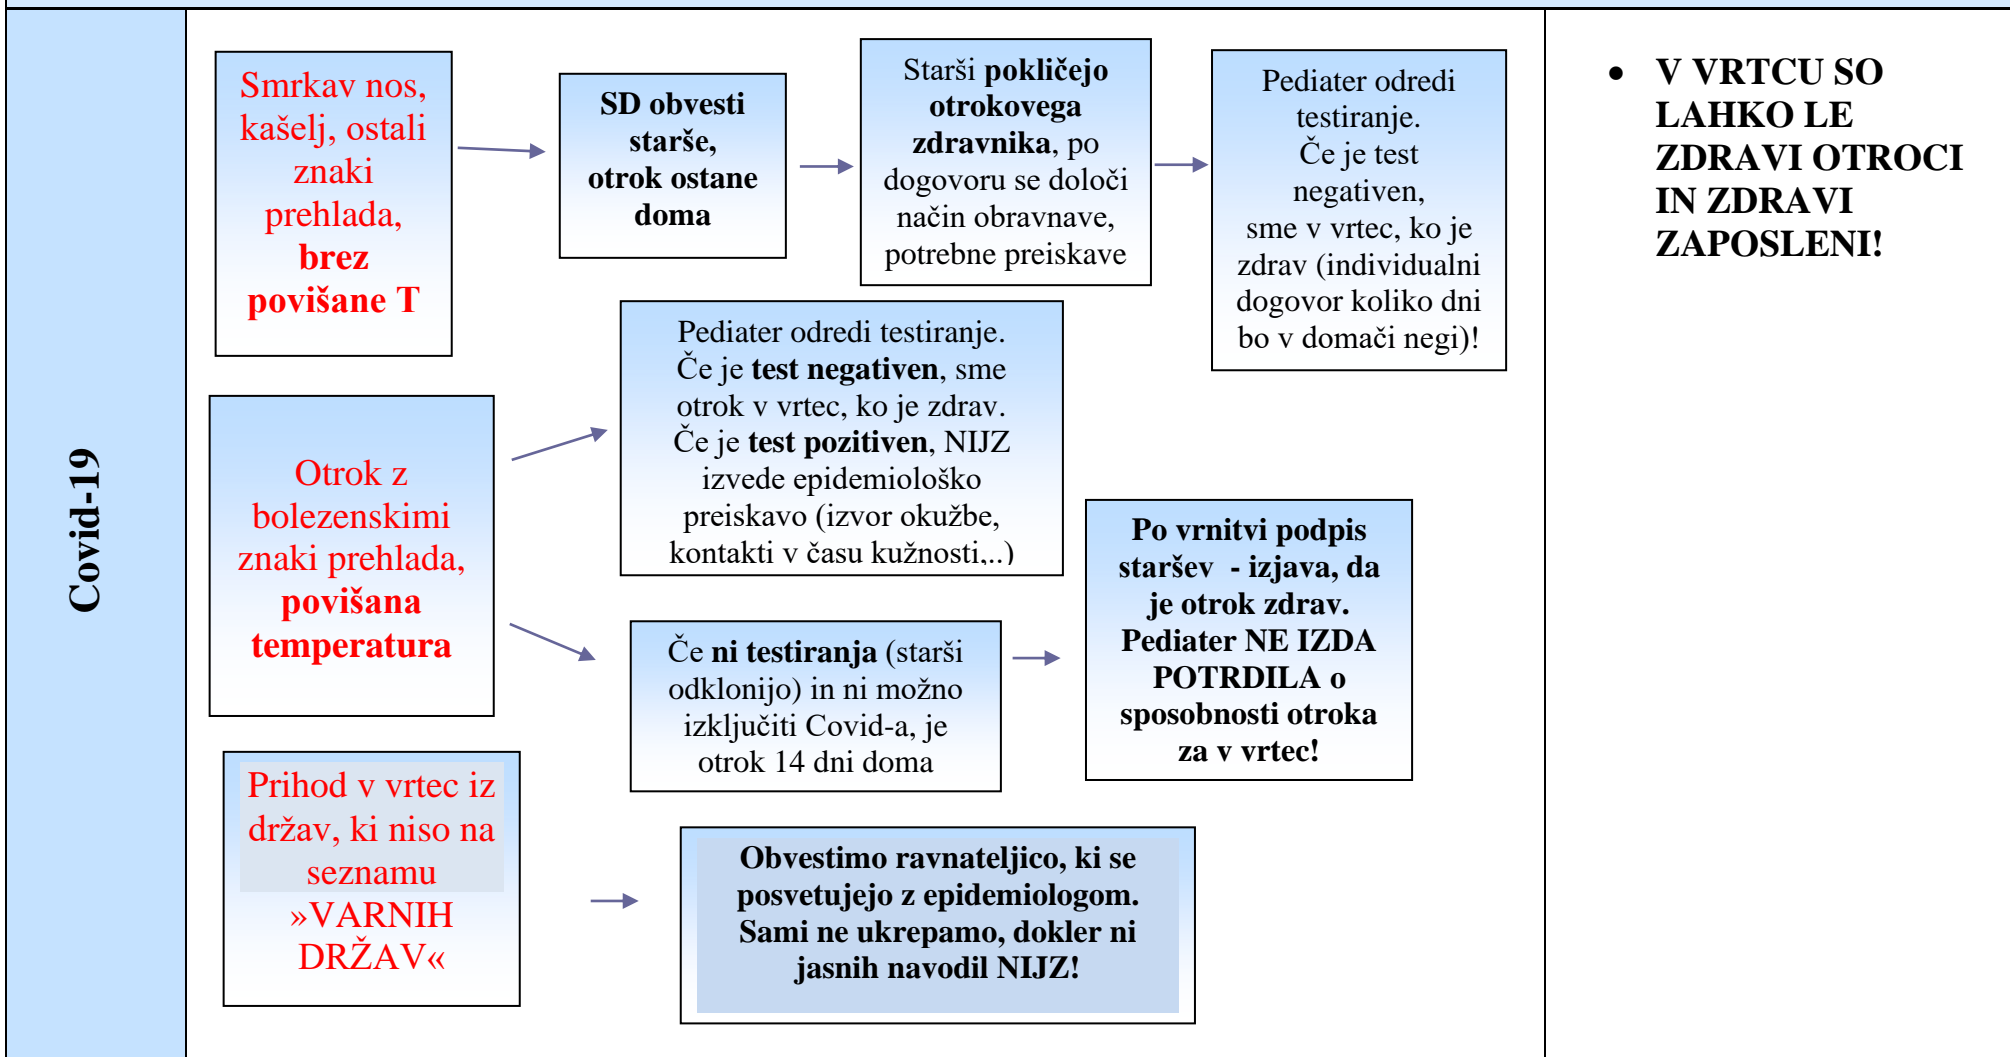 Covid-19
Smrkav nos,
kašelj, ostali
znaki
prehlada,
brez
povišane T
SD obvesti
starše,
otrok ostane
doma
Starši pokličejo
otrokovega
zdravnika, po
dogovoru se določi
način obravnave,
potrebne preiskave
Pediater odredi
testiranje.
Če je test
negativen,
sme v vrtec, ko je
zdrav (individualni
dogovor koliko dni
bo v domači negi)!
Otrok z
bolezenskimi
znaki prehlada,
povišana
temperatura
Pediater odredi testiranje.
Če je test negativen, sme
otrok v vrtec, ko je zdrav.
Če je test pozitiven, NIJZ
izvede epidemiološko
preiskavo (izvor okužbe,
kontakti v času kužnosti,..)
Če ni testiranja (starši
odklonijo) in ni možno
izključiti Covid-a, je
otrok 14 dni doma
Po vrnitvi podpis
staršev - izjava, da
je otrok zdrav.
Pediater NE IZDA
POTRDILA o
sposobnosti otroka
za v vrtec!
Prihod v vrtec iz
držav, ki niso na
seznamu
»VARNIH
DRŽAV«
Obvestimo ravnateljico, ki se
posvetujejo z epidemiologom.
Sami ne ukrepamo, dokler ni
jasnih navodil NIJZ!
• V VRTCU SO
LAHKO LE
ZDRAVI OTROCI
IN ZDRAVI
ZAPOSLENI!